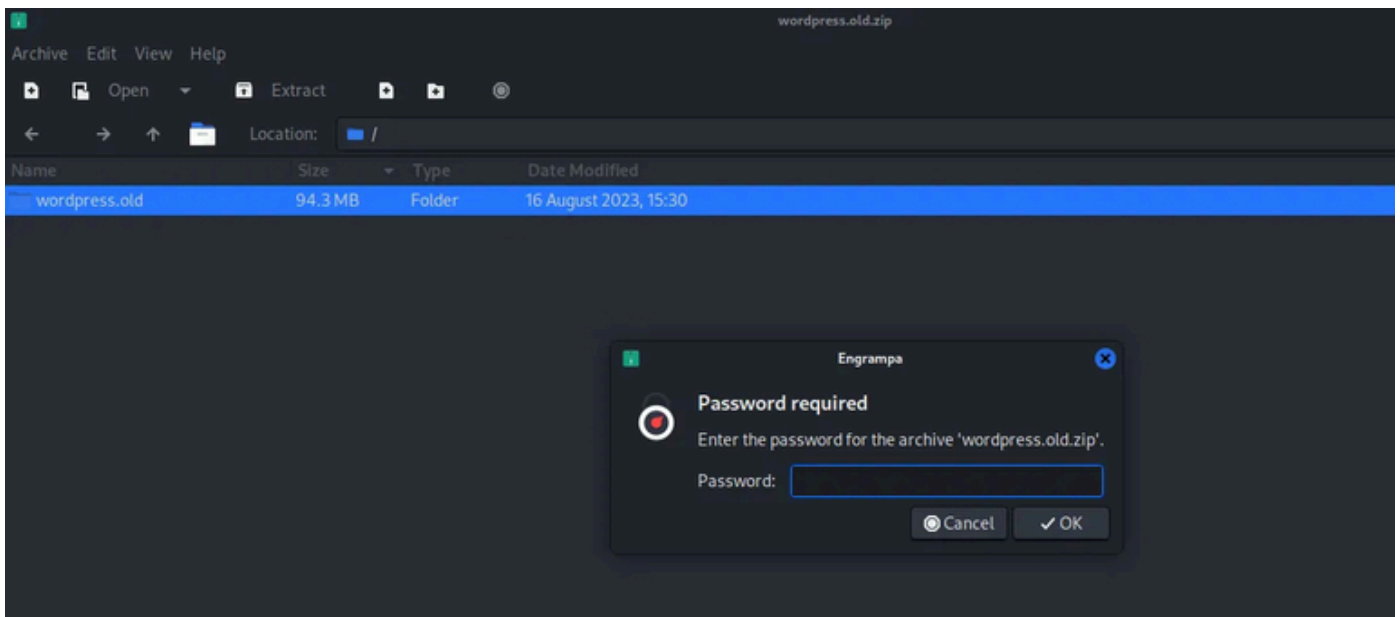 wordpress.old.zip
Archive Edit View Help
Open Extract
Location: /
Name Size Type Date Modified
wordpress.old 94.3 MB Folder 16 August 2023, 15:30
Engrampa
Password required
Enter the password for the archive 'wordpress.old.zip'.
Password:
Cancel OK